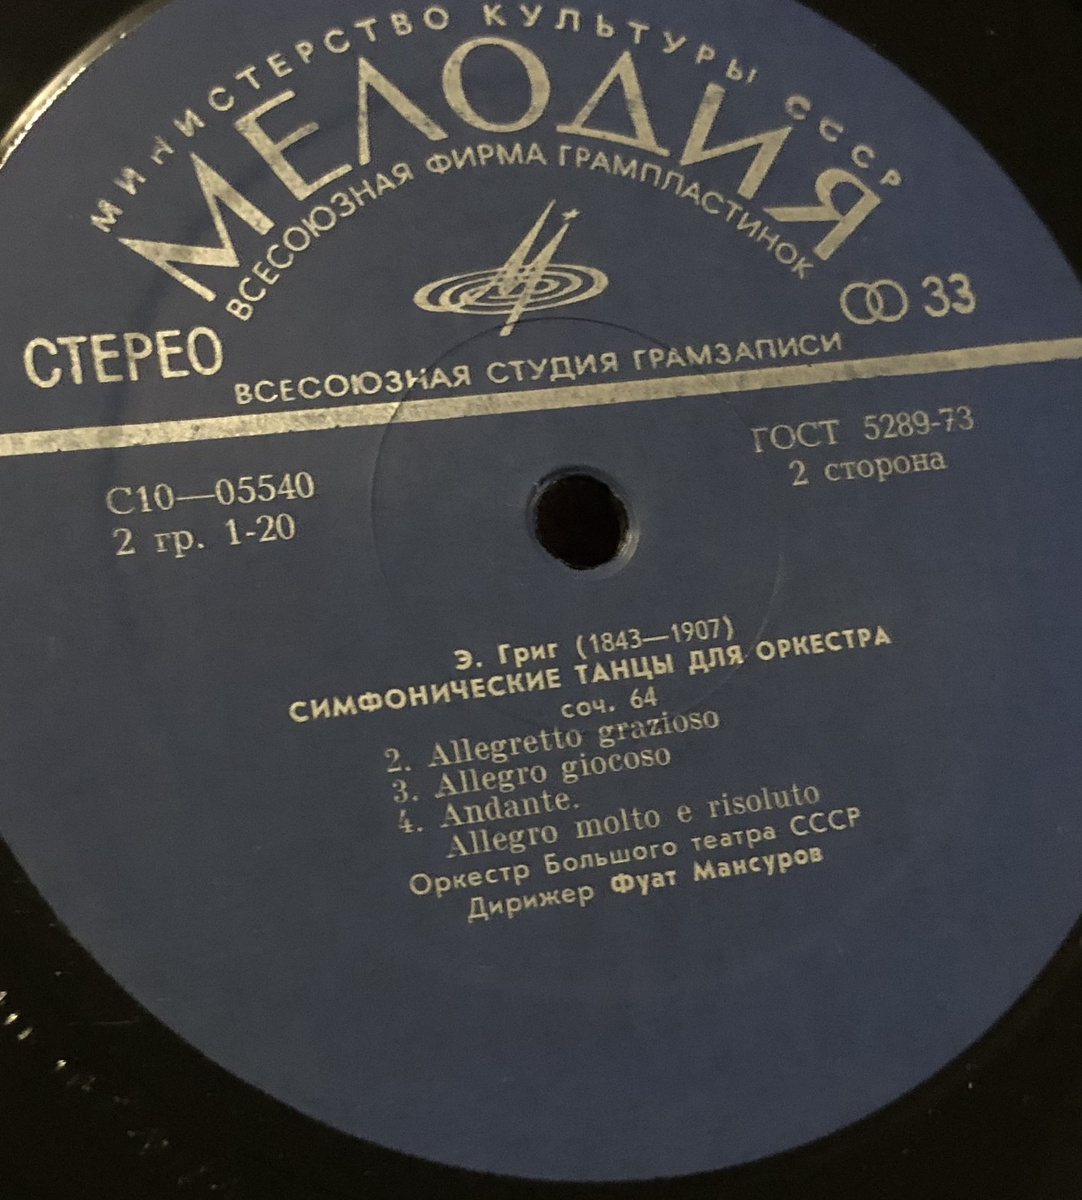 МИНИСТЕРСТВО КУЛЬТУРЫ СССР
МЕЛОДИЯ
ВСЕСОЮЗНАЯ ФИРМА ГРАМПЛАСТИНОК
СТЕРЕО
33
ВСЕСОЮЗНАЯ СТУДИЯ ГРАМЗАПИСИ
С10—05540
2 гр. 1-20
ГОСТ 5289-73
2 сторона
Э. Григ (1843—1907)
СИМФОНИЧЕСКИЕ ТАНЦЫ ДЛЯ ОРКЕСТРА
соч. 64
2. Allegretto grazioso
3. Allegro giocoso
4. Andante.
Allegro molto e risoluto
Оркестр Большого театра СССР
Дирижер Фуат Мансуров